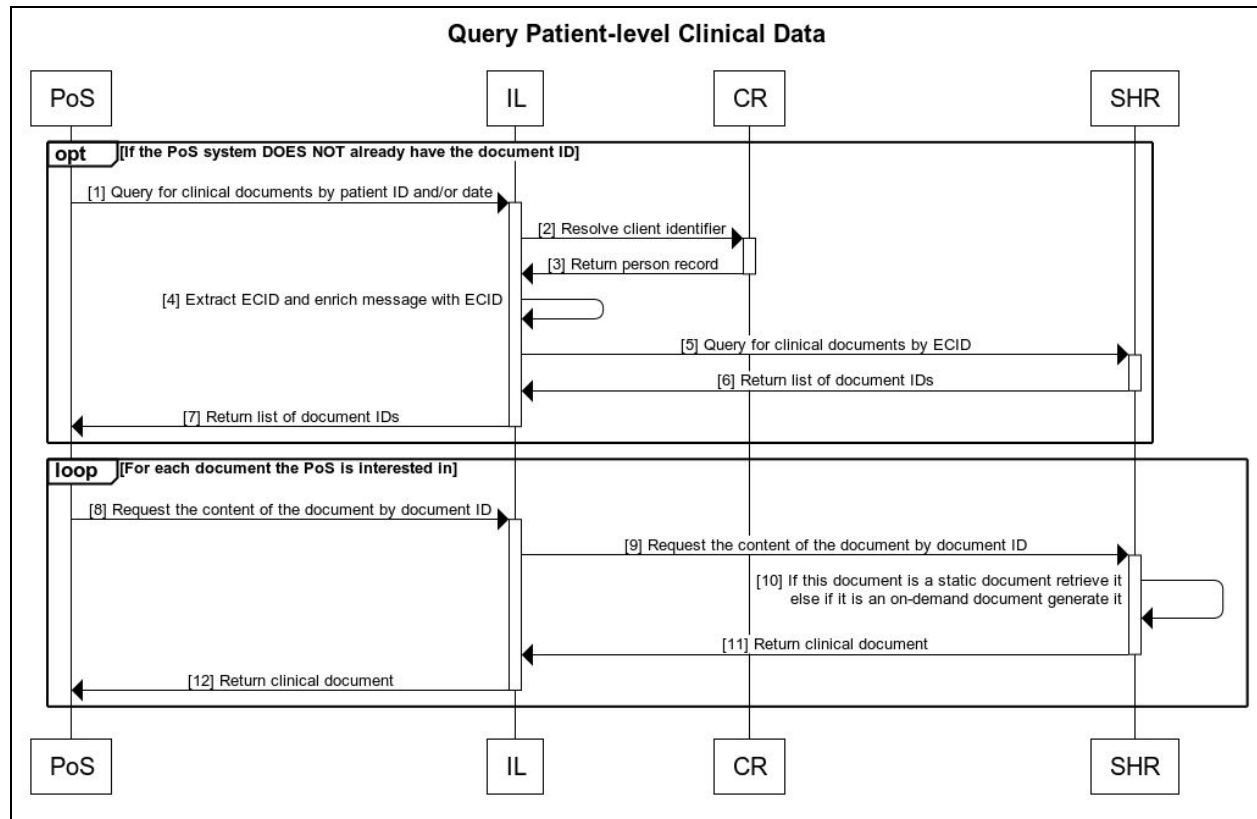 Query Patient-level Clinical Data
PoS
IL
CR
SHR
opt
[If the PoS system DOES NOT already have the document ID]
[1] Query for clinical documents by patient ID and/or date
[2] Resolve client identifier
[3] Return person record
[4] Extract ECID and enrich message with ECID
[5] Query for clinical documents by ECID
[6] Return list of document IDs
[7] Return list of document IDs
loop
[For each document the PoS is interested in]
[8] Request the content of the document by document ID
[9] Request the content of the document by document ID
[10] If this document is a static document retrieve it
else if it is an on-demand document generate it
[11] Return clinical document
[12] Return clinical document
PoS
IL
CR
SHR